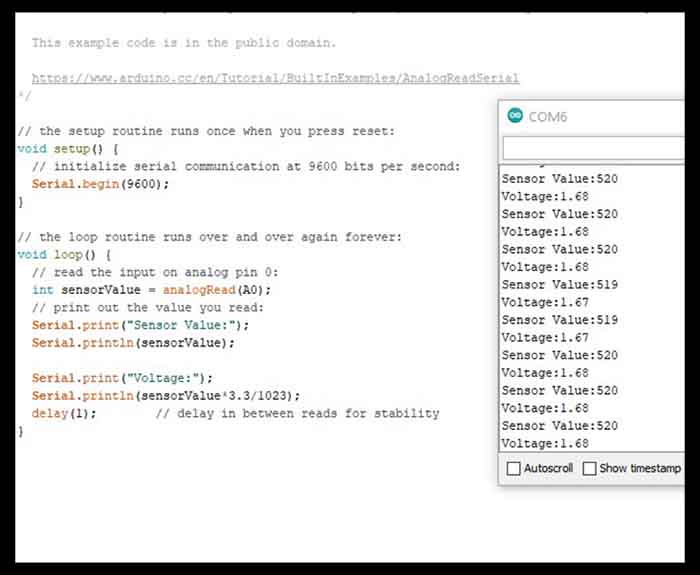 This example code is in the public domain.
https://www.arduino.cc/en/Tutorial/BuiltInExamples/AnalogReadSerial
*/
// the setup routine runs once when you press reset:
void setup() {
// initialize serial communication at 9600 bits per second:
Serial.begin(9600);
}
// the loop routine runs over and over again forever:
void loop() {
// read the input on analog pin 0:
int sensorValue = analogRead(A0);
// print out the value you read:
Serial.print("Sensor Value:");
Serial.println(sensorValue);
Serial.print("Voltage:");
Serial.println(sensorValue*3.3/1023);
delay(1);        // delay in between reads for stability
}
COM6
Sensor Value:520
Voltage:1.68
Sensor Value:520
Voltage:1.68
Sensor Value:520
Voltage:1.68
Sensor Value:519
Voltage:1.67
Sensor Value:519
Voltage:1.67
Sensor Value:520
Voltage:1.68
Sensor Value:520
Voltage:1.68
Sensor Value:520
Voltage:1.68
Autoscroll Show timestamp